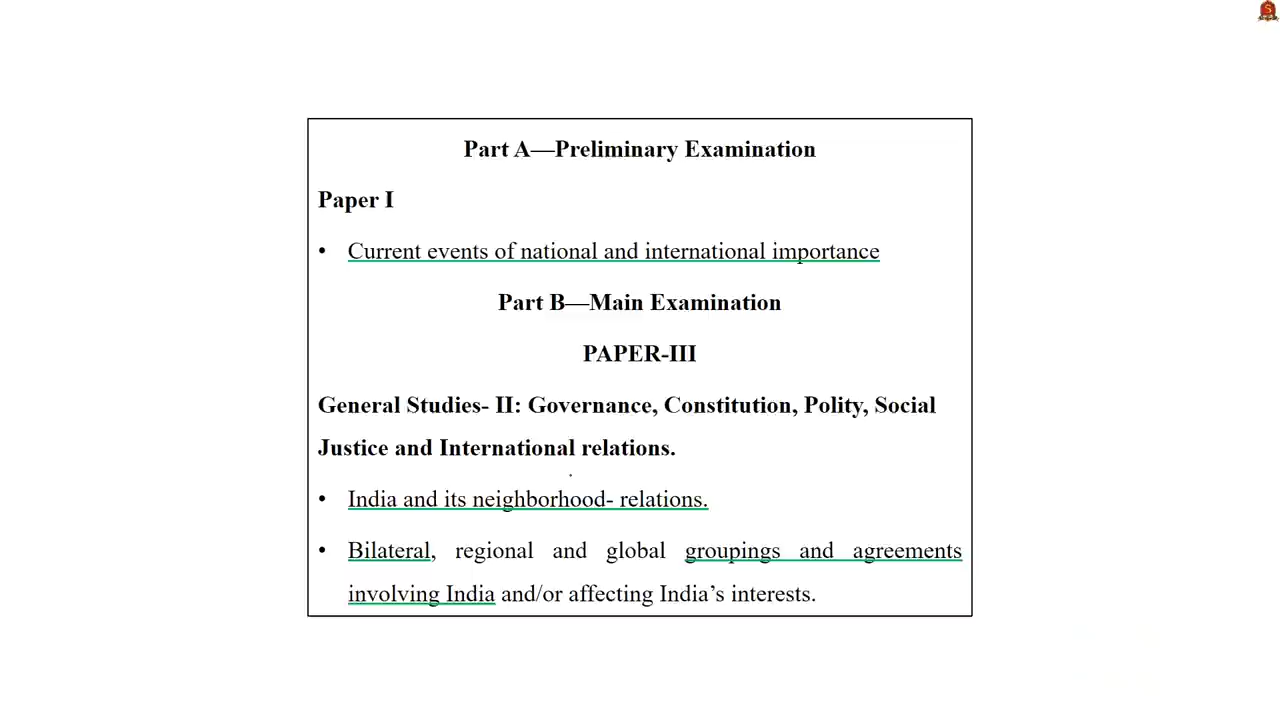 Part A—Preliminary Examination
Paper I
• Current events of national and international importance
Part B—Main Examination
PAPER-III
General Studies- II: Governance, Constitution, Polity, Social
Justice and International relations.
• India and its neighborhood- relations.
• Bilateral, regional and global groupings and agreements
involving India and/or affecting India’s interests.